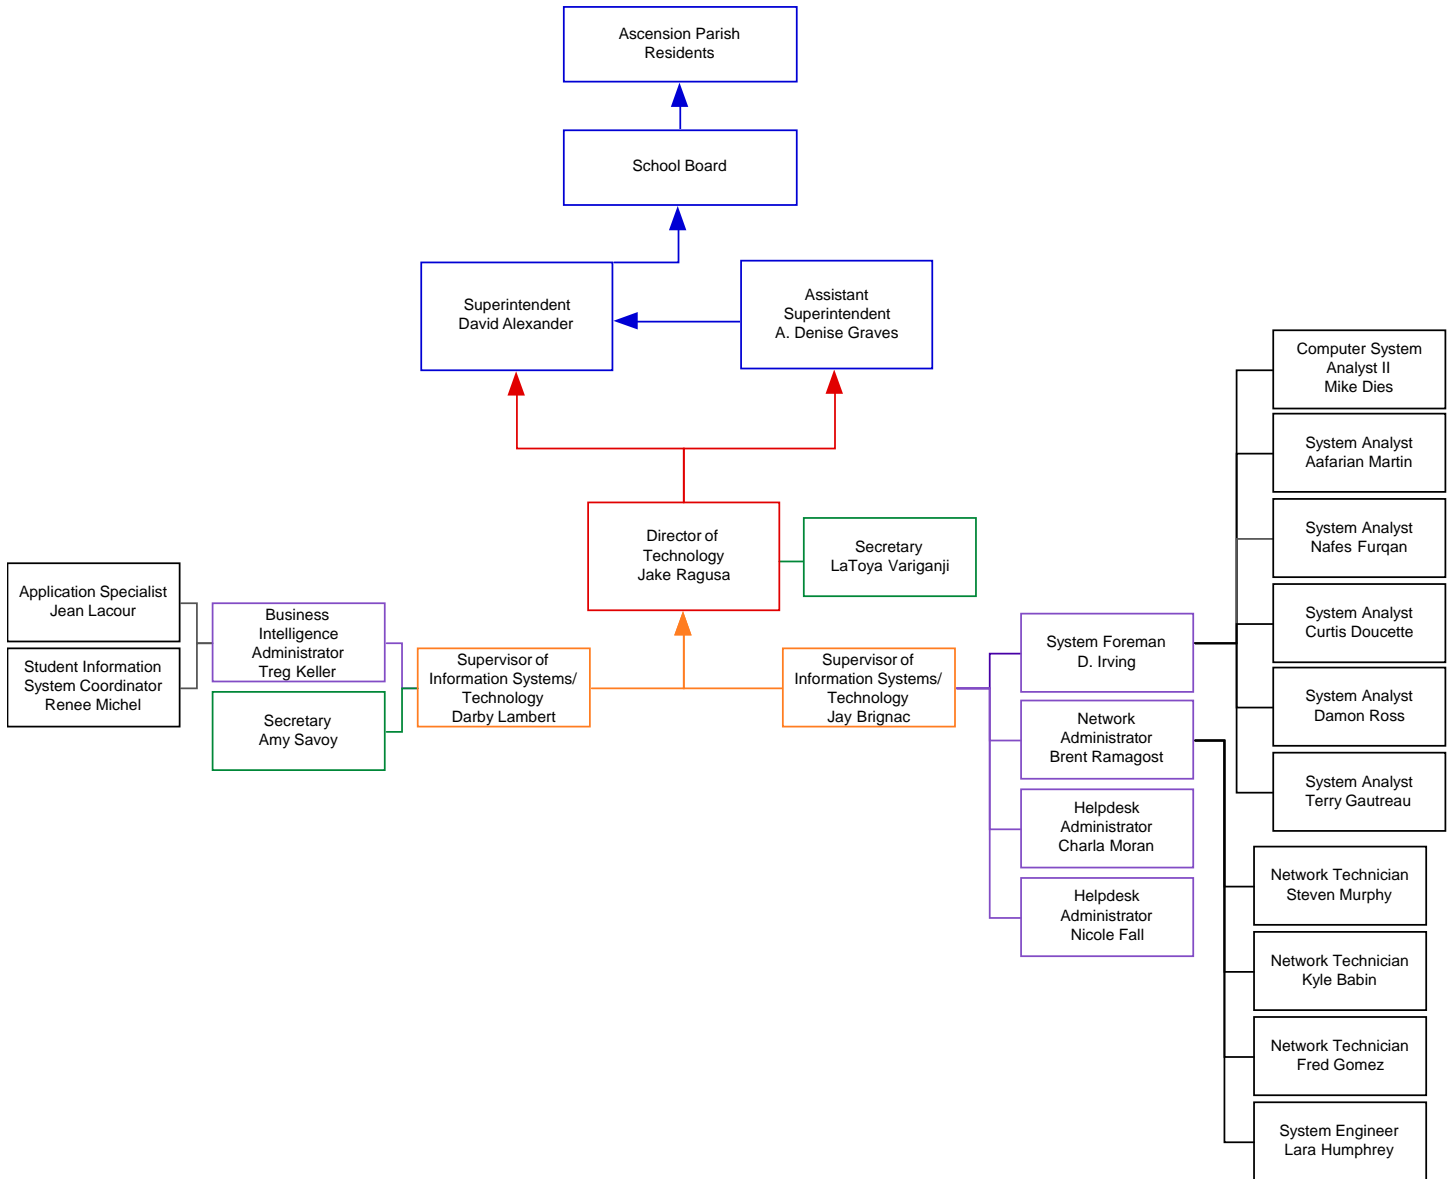 Ascension Parish
Residents
School Board
Superintendent
David Alexander
Assistant
Superintendent
A. Denise Graves
Director of
Technology
Jake Ragusa
Secretary
LaToya Variganji
Application Specialist
Jean Lacour
Student Information
System Coordinator
Renee Michel
Business
Intelligence
Administrator
Treg Keller
Secretary
Amy Savoy
Supervisor of
Information Systems/
Technology
Darby Lambert
Supervisor of
Information Systems/
Technology
Jay Brignac
System Foreman
D. Irving
Network
Administrator
Brent Ramagost
Helpdesk
Administrator
Charla Moran
Helpdesk
Administrator
Nicole Fall
Computer System
Analyst II
Mike Dies
System Analyst
Aafarian Martin
System Analyst
Nafes Furqan
System Analyst
Curtis Doucette
System Analyst
Damon Ross
System Analyst
Terry Gautreau
Network Technician
Steven Murphy
Network Technician
Kyle Babin
Network Technician
Fred Gomez
System Engineer
Lara Humphrey